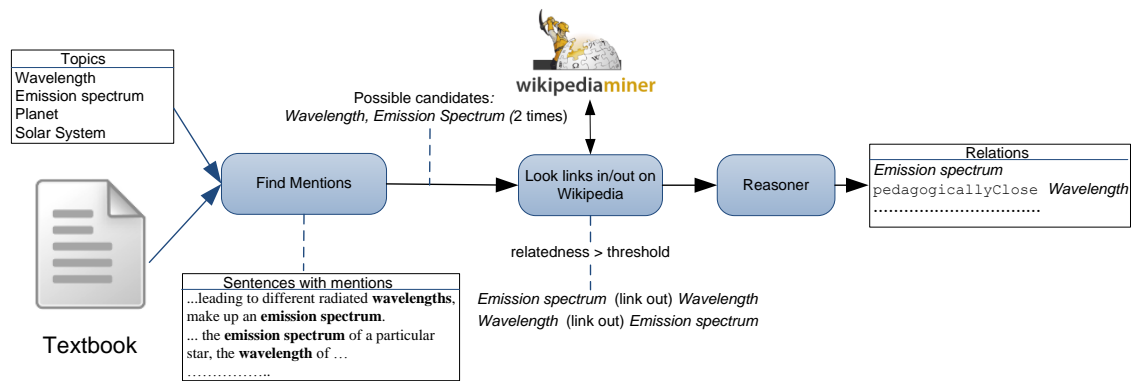 Topics
Wavelength
Emission spectrum
Planet
Solar System
Textbook
Find Mentions
Sentences with mentions
...leading to different radiated wavelengths,
make up an emission spectrum.
... the emission spectrum of a particular
star, the wavelength of …
……………..
Possible candidates:
Wavelength, Emission Spectrum (2 times)
wikipediaminer
Look links in/out on
Wikipedia
relatedness > threshold
Emission spectrum (link out) Wavelength
Wavelength (link out) Emission spectrum
Reasoner
Relations
Emission spectrum
pedagogicallyClose Wavelength
.................................